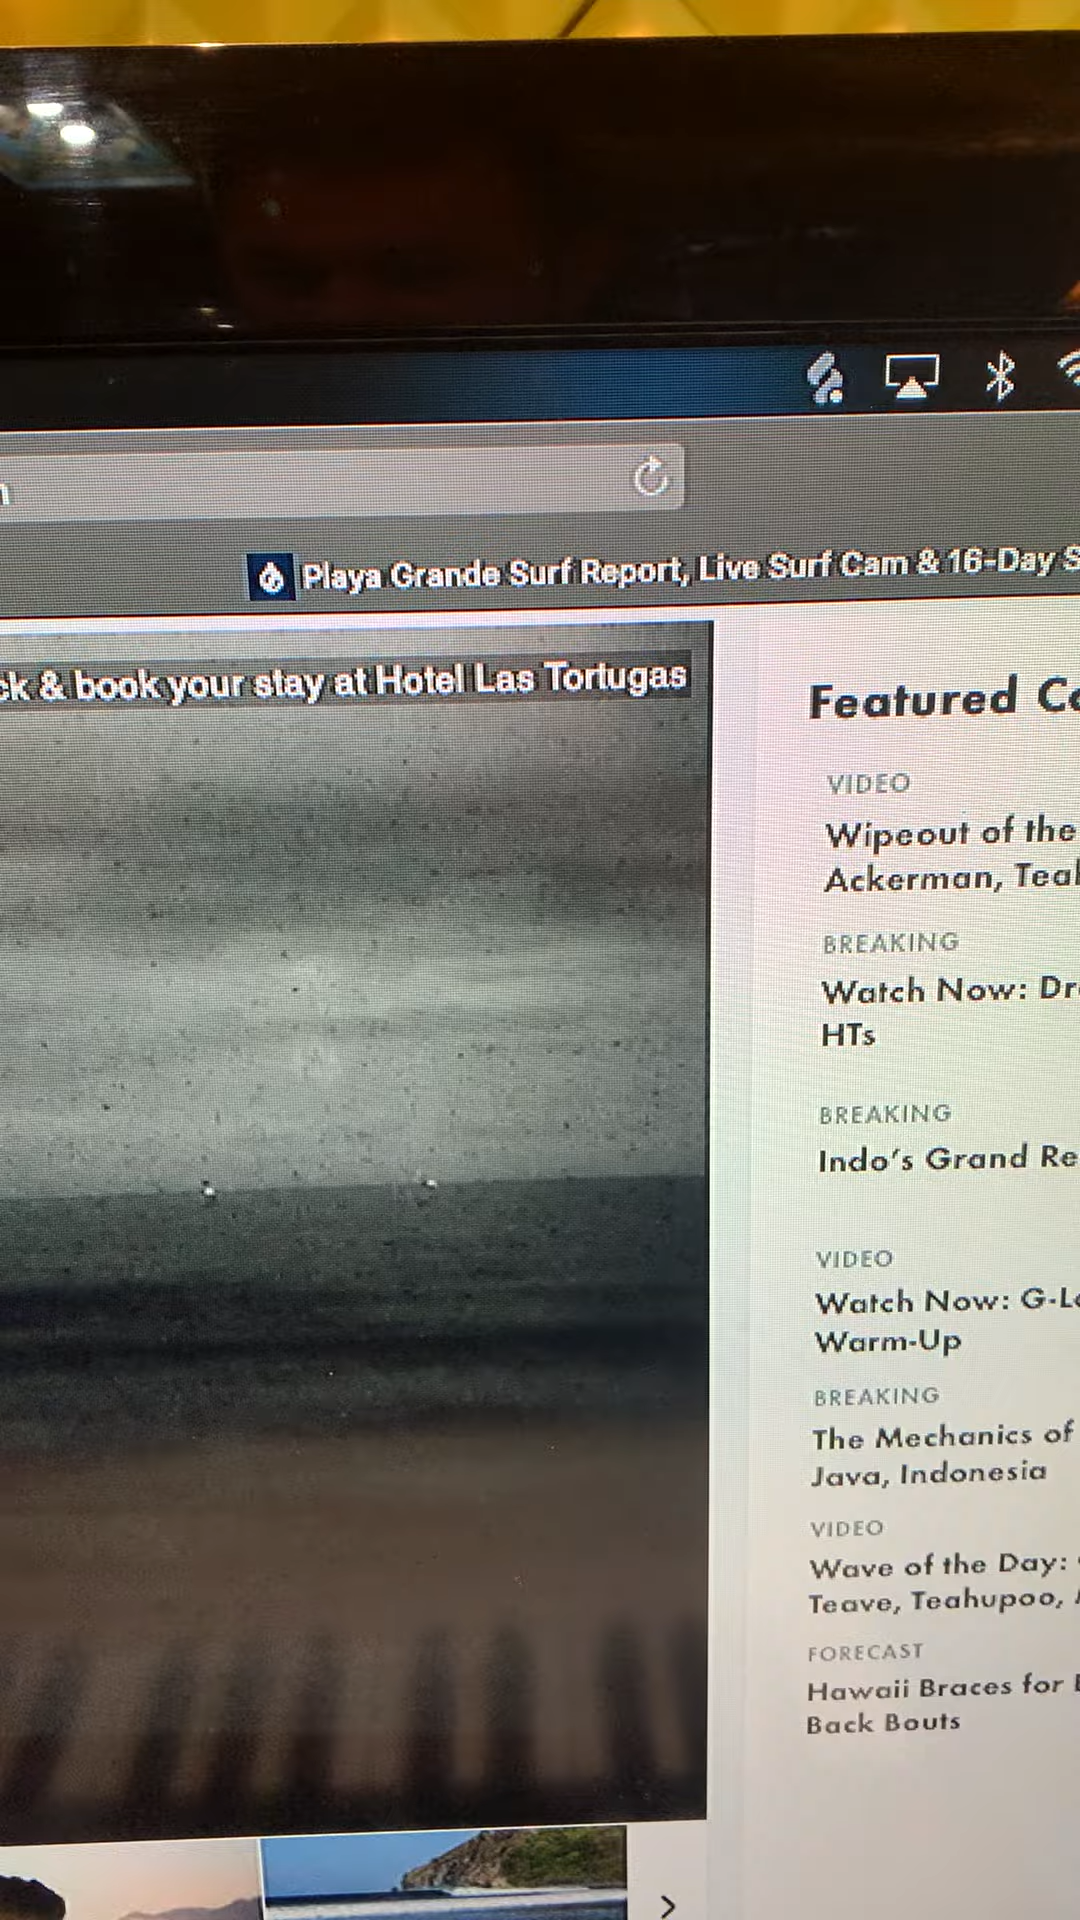 Playa Grande Surf Report, Live Surf Cam & 16-Day
& book your stay at Hotel Las Tortugas
Featured
VIDEO
Wipeout of the
Ackerman,
BREAKING
Watch Now:
HTs
BREAKING
Indo's Grand
VIDEO
Watch Now:
Warm-Up
BREAKING
The Mechanics of
Java, Indonesia
VIDEO
Wave of the Day:
Teave, Teahupoo,
FORECAST
Hawaii Braces for
Back Bouts